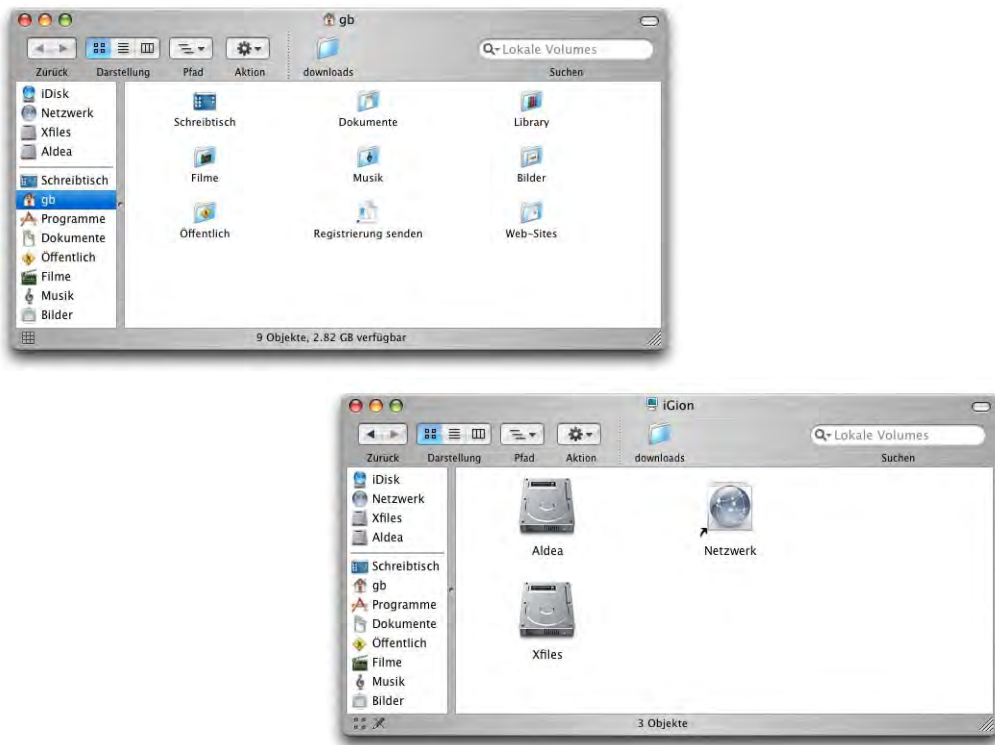 gb
Lokale Volumes
Zurück Darstellung Pfad Aktion downloads Suchen
iDisk
Netzwerk
Xfiles
Aldea
Schreibtisch
gb
Programme
Dokumente
Öffentlich
Filme
Musik
Bilder
Schreibtisch Dokumente Library
Filme Musik Bilder
Öffentlich Registrierung senden Web-Sites
9 Objekte, 2.82 GB verfügbar
iGion
Lokale Volumes
Zurück Darstellung Pfad Aktion downloads Suchen
iDisk
Netzwerk
Xfiles
Aldea
Schreibtisch
gb
Programme
Dokumente
Öffentlich
Filme
Musik
Bilder
Aldea Netzwerk
Xfiles
3 Objekte